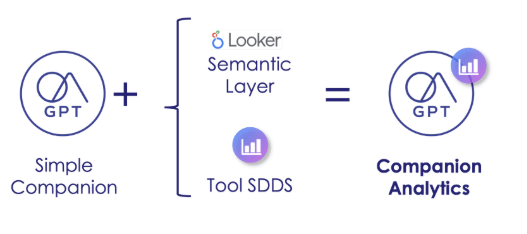 GPT
Simple
Companion
+
Looker
Semantic
Layer
Tool SDDS
=
GPT
Companion
Analytics